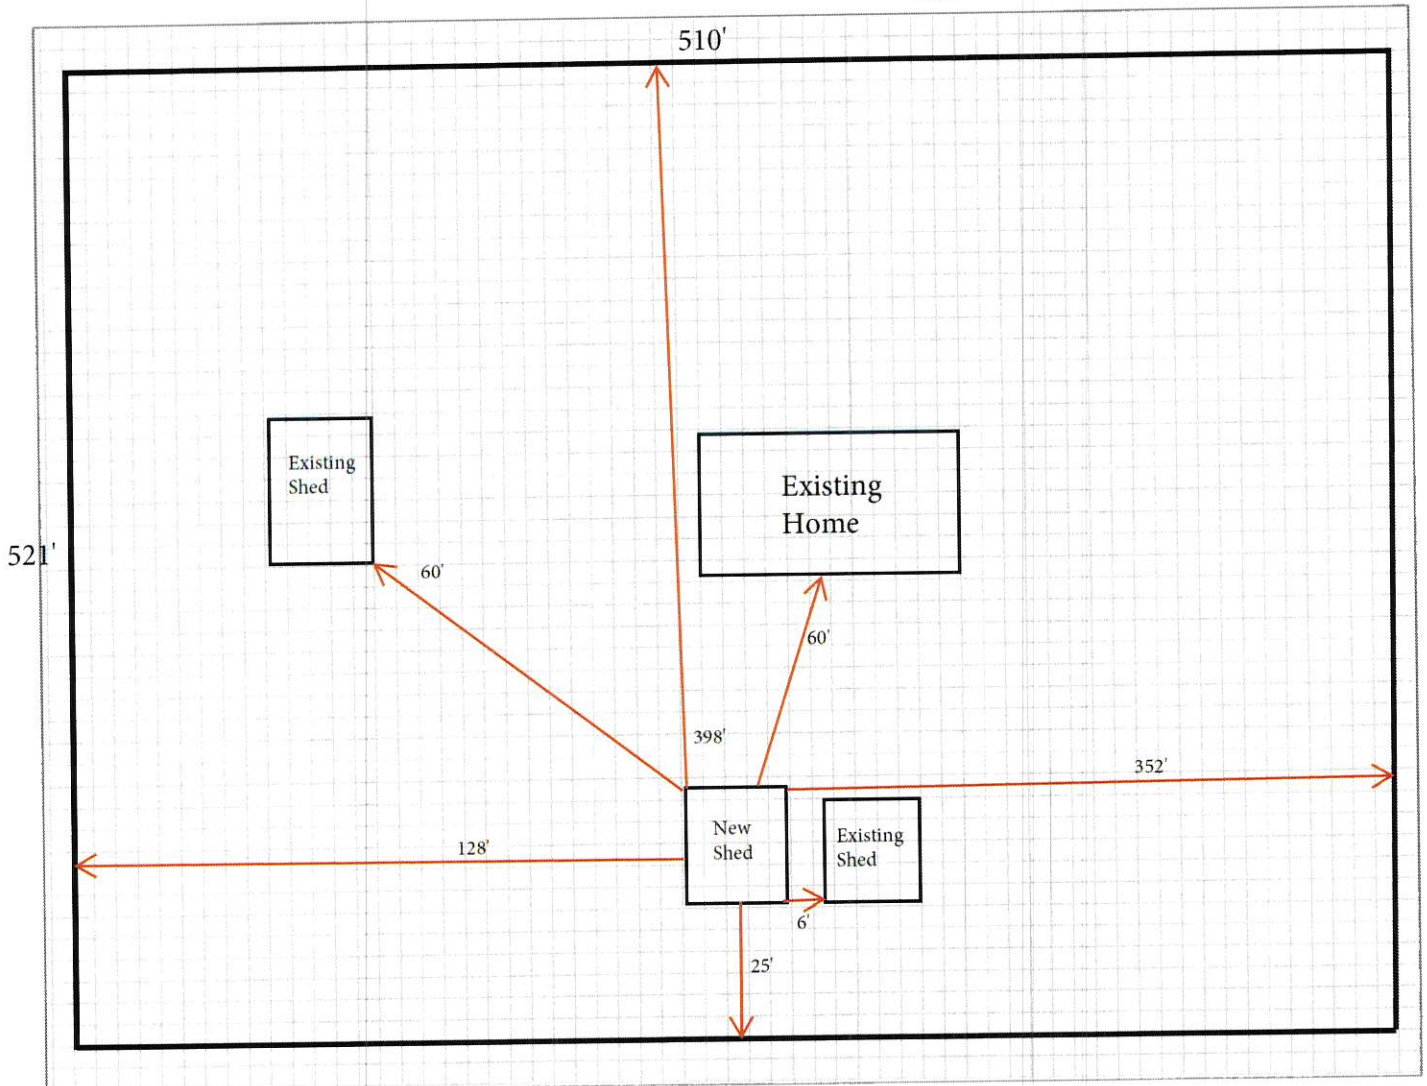 510'
Existing
Shed
Existing
Home
521'
60'
60'
398'
352'
New
Shed
Existing
Shed
128'
6'
25'